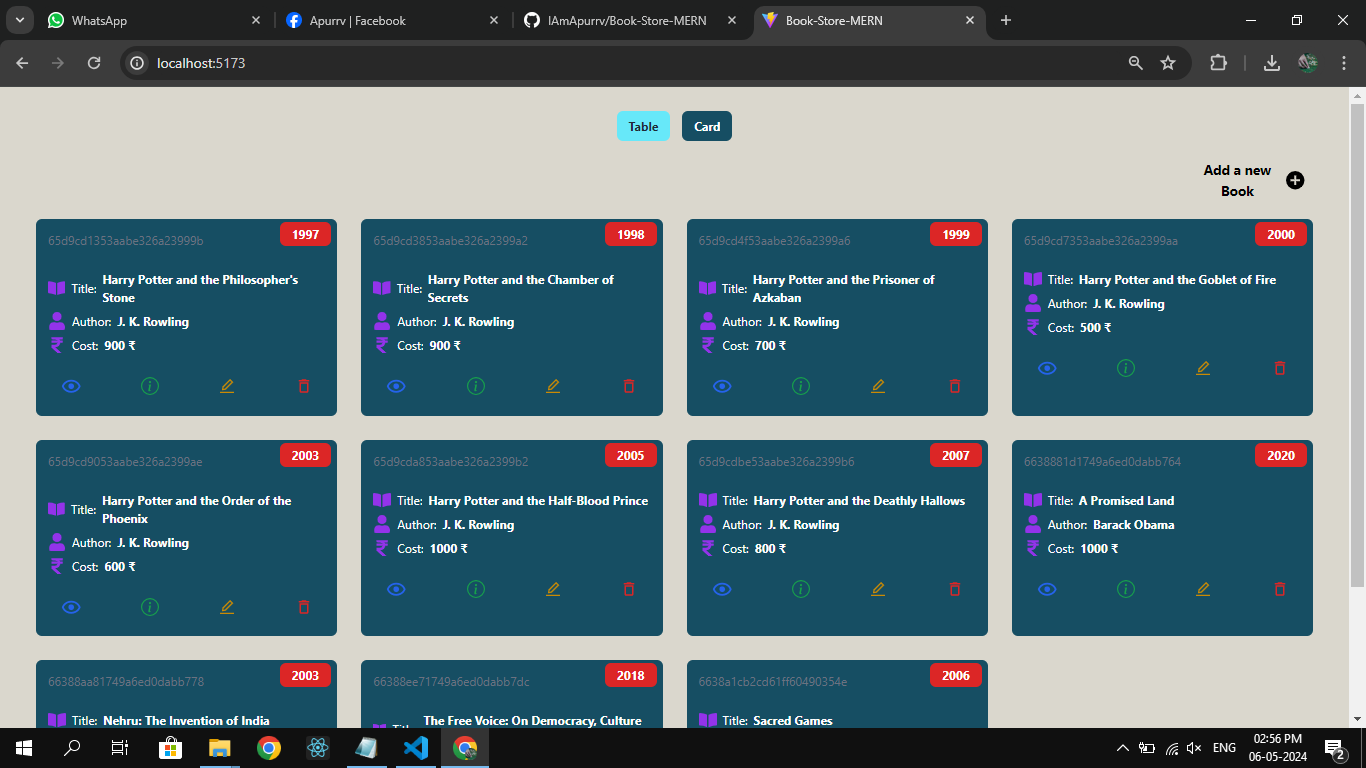 WhatsApp
Apurrv | Facebook
IAmApurrv/Book-Store-MERN
Book-Store-MERN
localhost:5173
Table
Card
Add a new
Book
65d9cd1353aabe326a23999b
1997
Title: Harry Potter and the Philosopher's
Stone
Author: J. K. Rowling
Cost: 900 ₹
65d9cd3853aabe326a2399a2
1998
Title: Harry Potter and the Chamber of
Secrets
Author: J. K. Rowling
Cost: 900 ₹
65d9cd4f53aabe326a2399a6
1999
Title: Harry Potter and the Prisoner of
Azkaban
Author: J. K. Rowling
Cost: 700 ₹
65d9cd7353aabe326a2399aa
2000
Title: Harry Potter and the Goblet of Fire
Author: J. K. Rowling
Cost: 500 ₹
65d9cd9053aabe326a2399ae
2003
Title: Harry Potter and the Order of the
Phoenix
Author: J. K. Rowling
Cost: 600 ₹
65d9cda853aabe326a2399b2
2005
Title: Harry Potter and the Half-Blood Prince
Author: J. K. Rowling
Cost: 1000 ₹
65d9cdbe53aabe326a2399b6
2007
Title: Harry Potter and the Deathly Hallows
Author: J. K. Rowling
Cost: 800 ₹
6638881d1749a6ed0dabb764
2020
Title: A Promised Land
Author: Barack Obama
Cost: 1000 ₹
66388aa81749a6ed0dabb778
2003
Title: Nehru: The Invention of India
66388ee71749a6ed0dabb7dc
2018
Title: The Free Voice: On Democracy, Culture
6638a1cb2cd61ff60490354e
2006
Title: Sacred Games
ENG
02:56 PM
06-05-2024
2